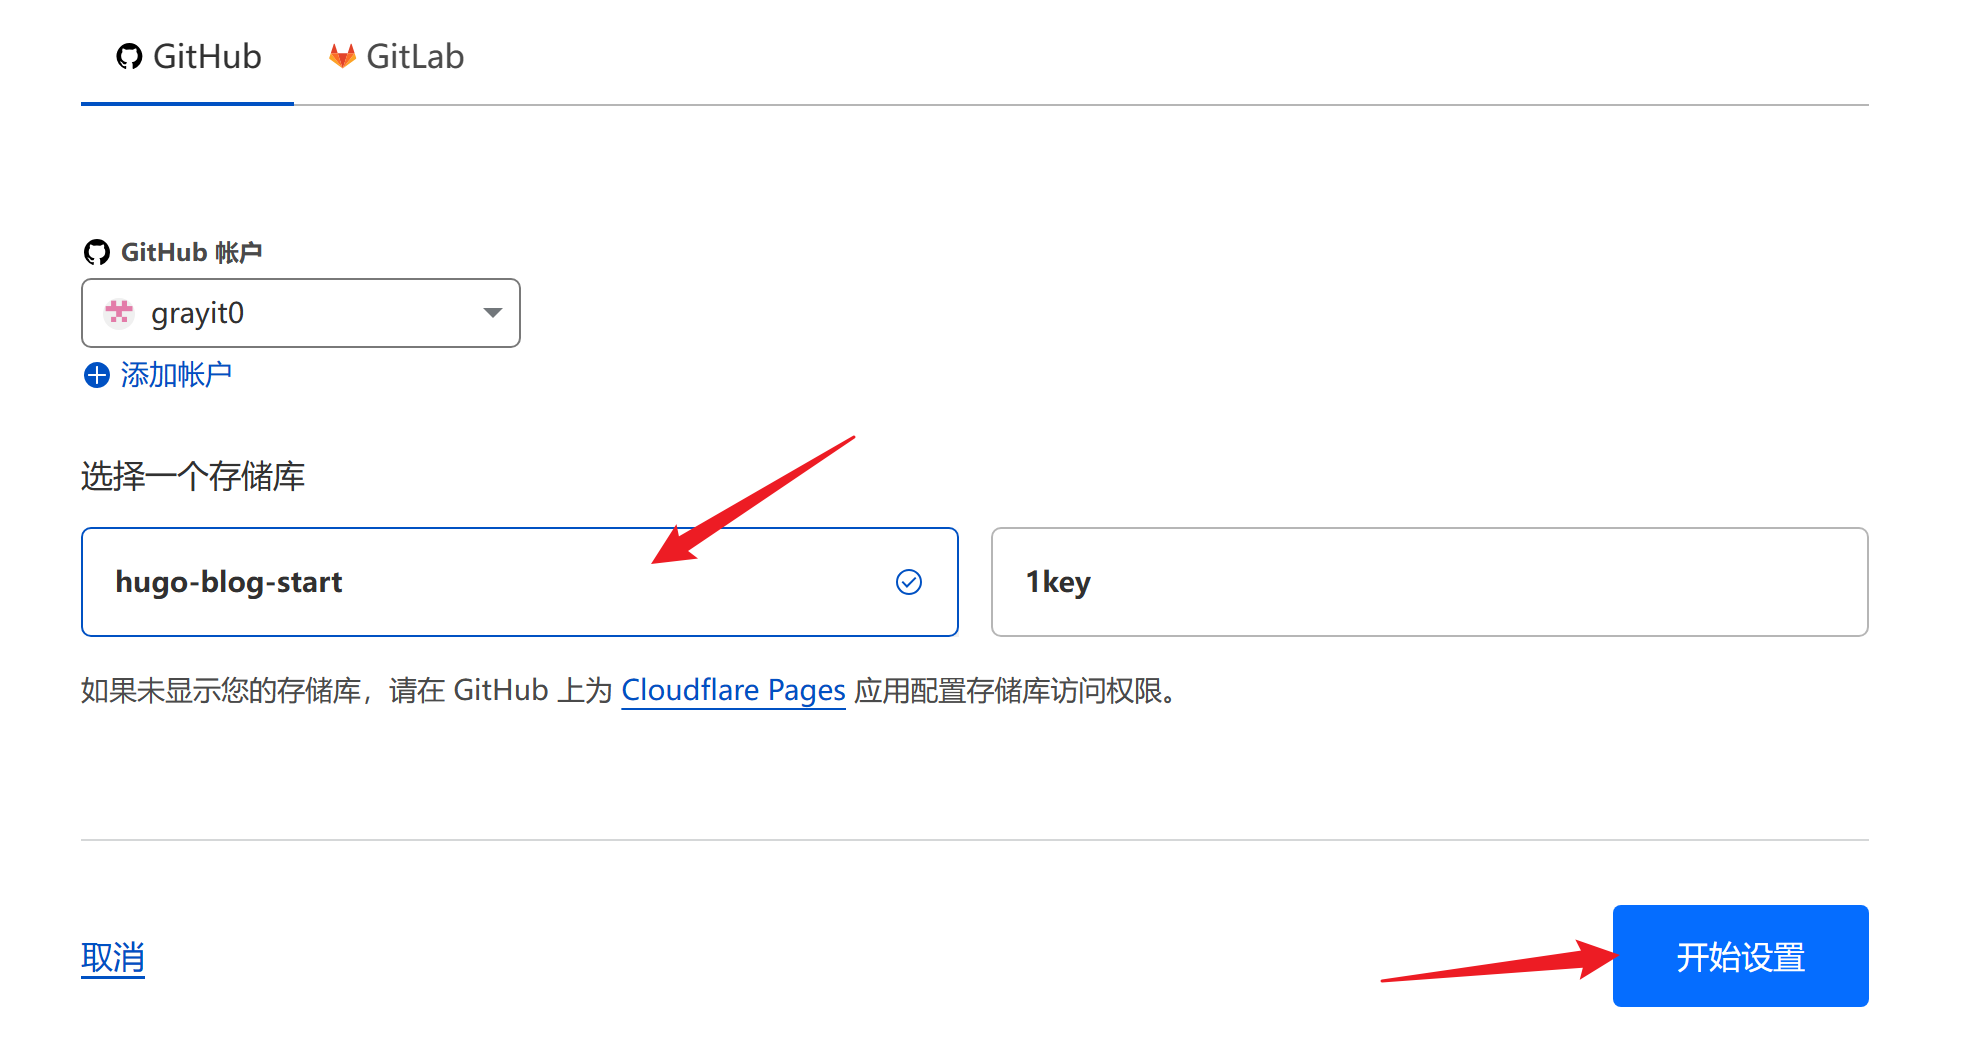 GitHub GitLab
GitHub 帐户
grayit0
添加帐户
选择一个存储库
hugo-blog-start
1key
如果未显示您的存储库，请在 GitHub 上为 Cloudflare Pages 应用配置存储库访问权限。
取消
开始设置